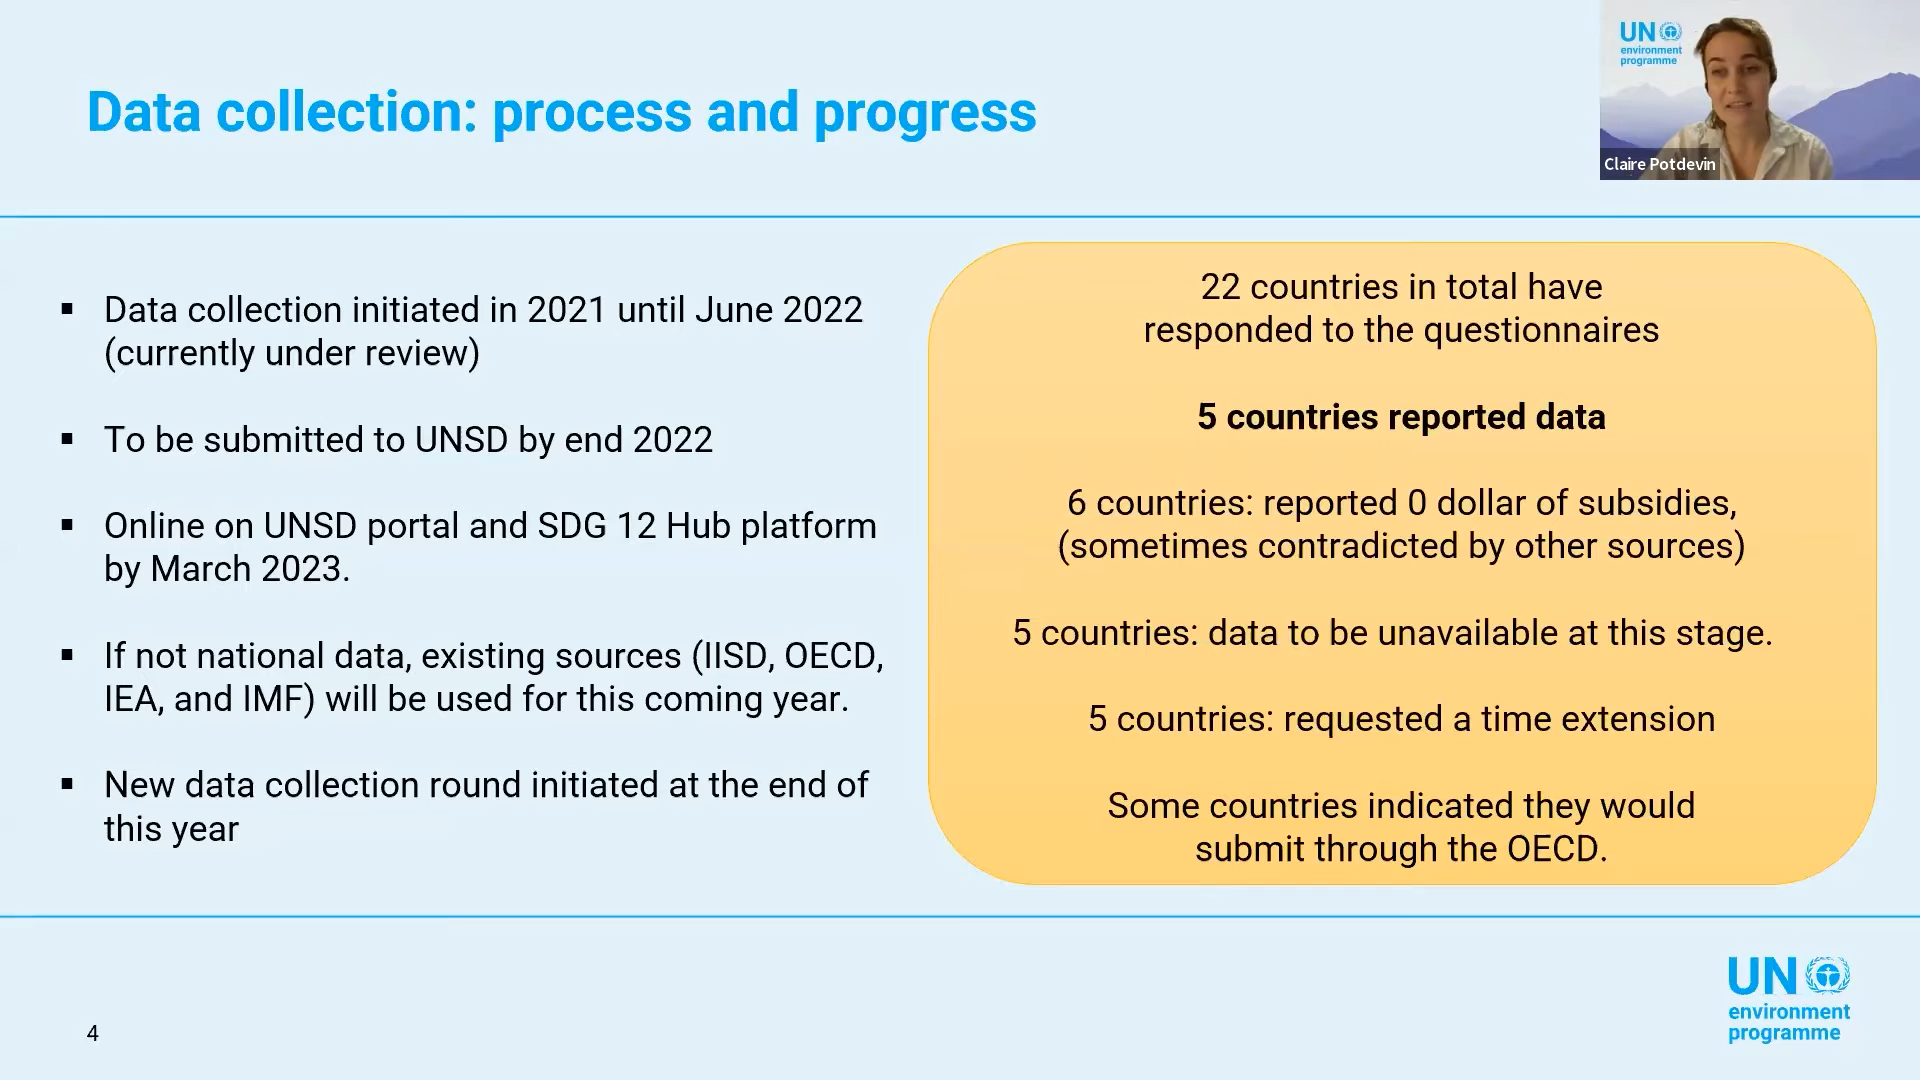 UN
environment
programme
Claire Potdevin
Data collection: process and progress
▪ Data collection initiated in 2021 until June 2022
(currently under review)
▪ To be submitted to UNSD by end 2022
▪ Online on UNSD portal and SDG 12 Hub platform
by March 2023.
▪ If not national data, existing sources (IISD, OECD,
IEA, and IMF) will be used for this coming year.
▪ New data collection round initiated at the end of
this year
22 countries in total have
responded to the questionnaires
5 countries reported data
6 countries: reported 0 dollar of subsidies,
(sometimes contradicted by other sources)
5 countries: data to be unavailable at this stage.
5 countries: requested a time extension
Some countries indicated they would
submit through the OECD.
4
UN
environment
programme